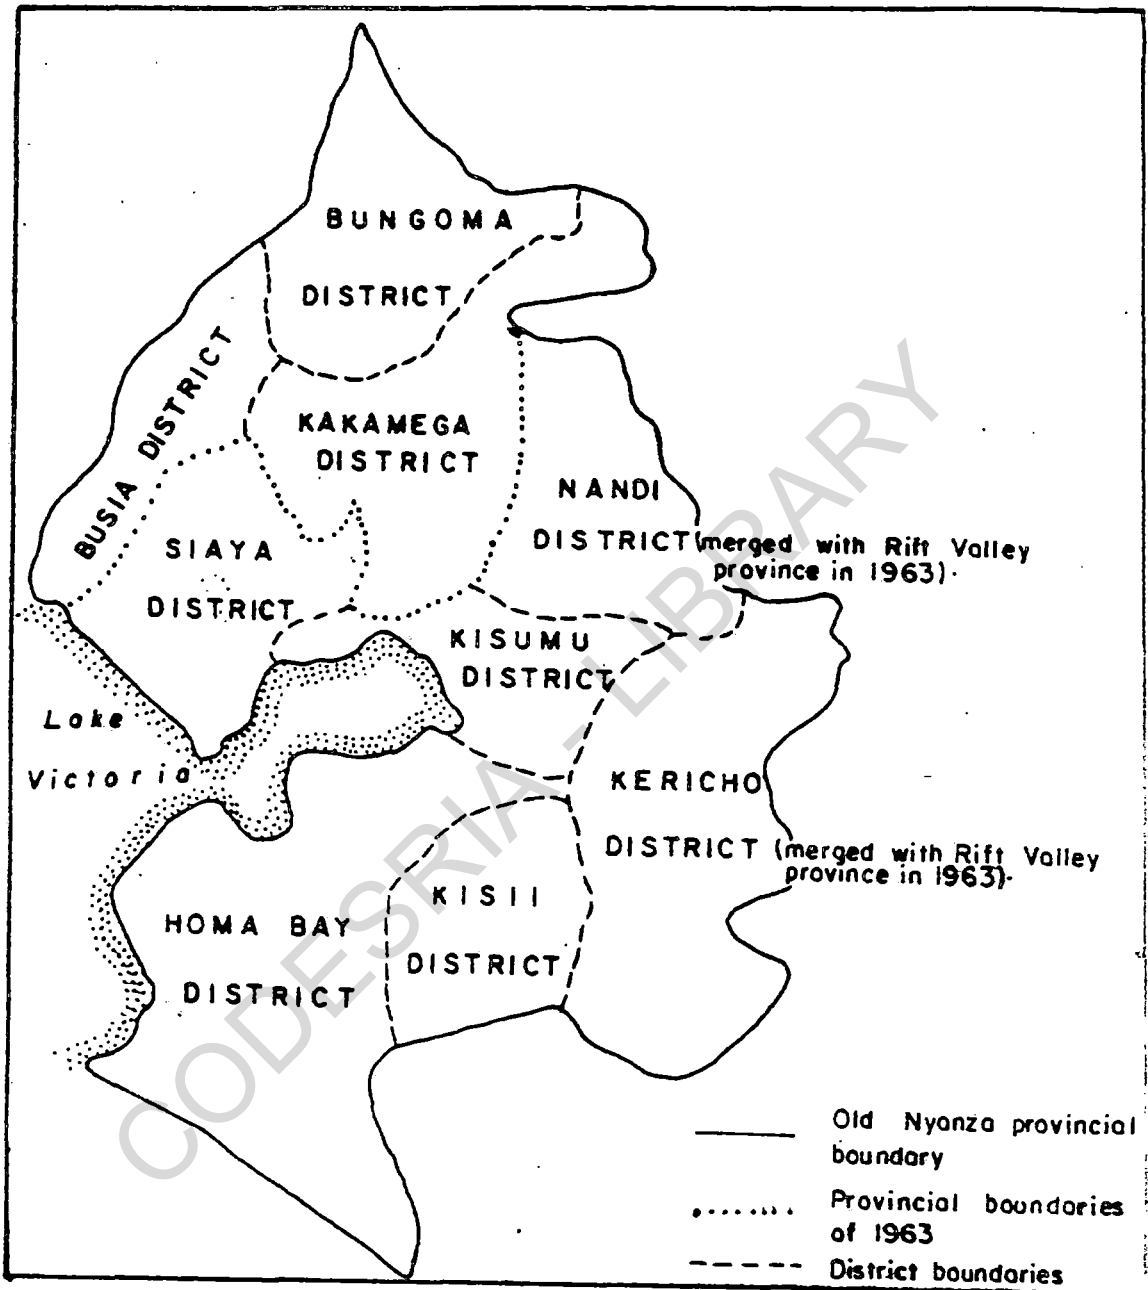 BUNGOMA
DISTRICT
BUSIA DISTRICT
KAKAMEGA
DISTRICT
NANDI
DISTRICT (merged with Rift Valley
province in 1963).
SIAYA
DISTRICT
KISUMU
DISTRICT
Lake
Victoria
KERICHO
DISTRICT (merged with Rift Valley
province in 1963).
KISII
DISTRICT
HOMA BAY
DISTRICT
Old Nyanza provincial
boundary
Provincial boundaries
of 1963
District boundaries
CODESRIA - LIBRARY